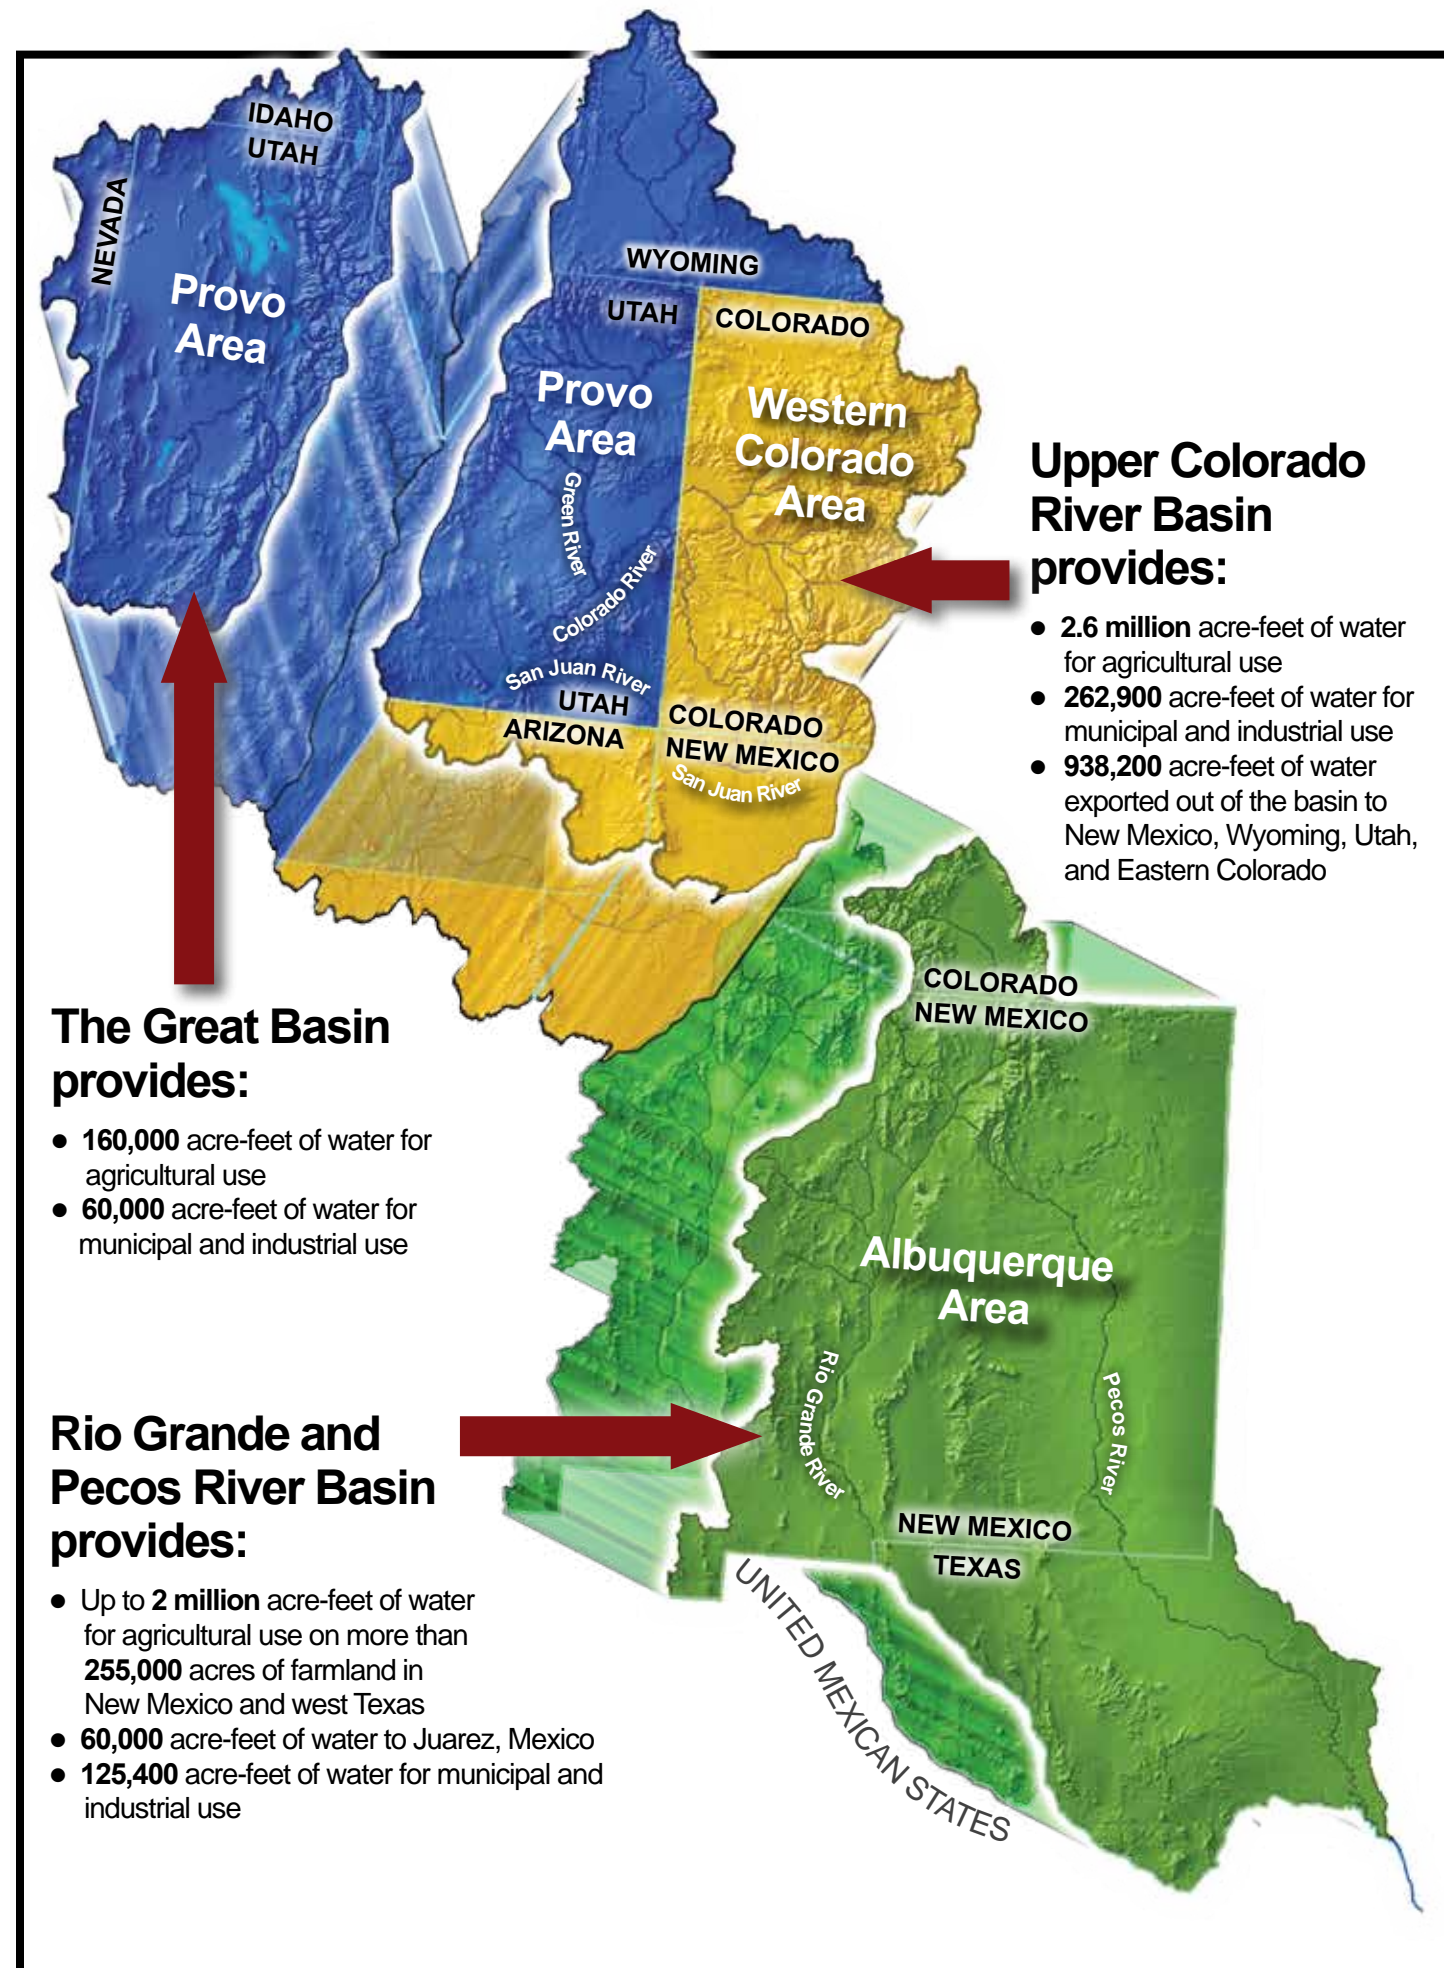 IDAHO
UTAH
NEVADA
Provo
Area
WYOMING
UTAH
COLORADO
Provo
Area
Western
Colorado
Area
Green River
Colorado River
San Juan River
UTAH
ARIZONA
COLORADO
NEW MEXICO
San Juan River
Upper Colorado
River Basin
provides:
● 2.6 million acre-feet of water
for agricultural use
● 262,900 acre-feet of water for
municipal and industrial use
● 938,200 acre-feet of water
exported out of the basin to
New Mexico, Wyoming, Utah,
and Eastern Colorado
The Great Basin
provides:
● 160,000 acre-feet of water for
agricultural use
● 60,000 acre-feet of water for
municipal and industrial use
COLORADO
NEW MEXICO
Albuquerque
Area
Rio Grande River
Pecos River
NEW MEXICO
TEXAS
UNITED MEXICAN STATES
Rio Grande and
Pecos River Basin
provides:
● Up to 2 million acre-feet of water
for agricultural use on more than
255,000 acres of farmland in
New Mexico and west Texas
● 60,000 acre-feet of water to Juarez, Mexico
● 125,400 acre-feet of water for municipal and
industrial use